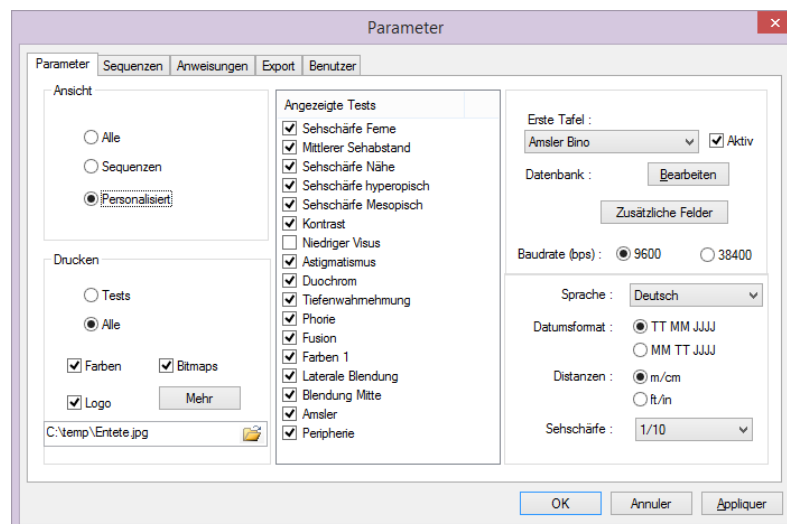 Parameter
Parameter Sequenzen Anweisungen Export Benutzer
Ansicht
Alle
Sequenzen
Personalisiert
Drucken
Tests
Alle
Farben Bitmaps
Logo Mehr
C:\temp\Entete.jpg
Angezeigte Tests
Sehschärfe Ferne
Mittlerer Sehabstand
Sehschärfe Nähe
Sehschärfe hyperopisch
Sehschärfe Mesopisch
Kontrast
Niedriger Visus
Astigmatismus
Duochrom
Tiefenwahrnehmung
Phorie
Fusion
Farben 1
Laterale Blendung
Blendung Mitte
Amsler
Peripherie
Erste Tafel :
Amsler Bino Aktiv
Datenbank : Bearbeiten
Zusätzliche Felder
Baudrate (bps) : 9600 38400
Sprache : Deutsch
Datumsformat : TT MM JJJJ
MM TT JJJJ
Distanzen : m/cm
ft/in
Sehschärfe : 1/10
OK Annuler Appliquer